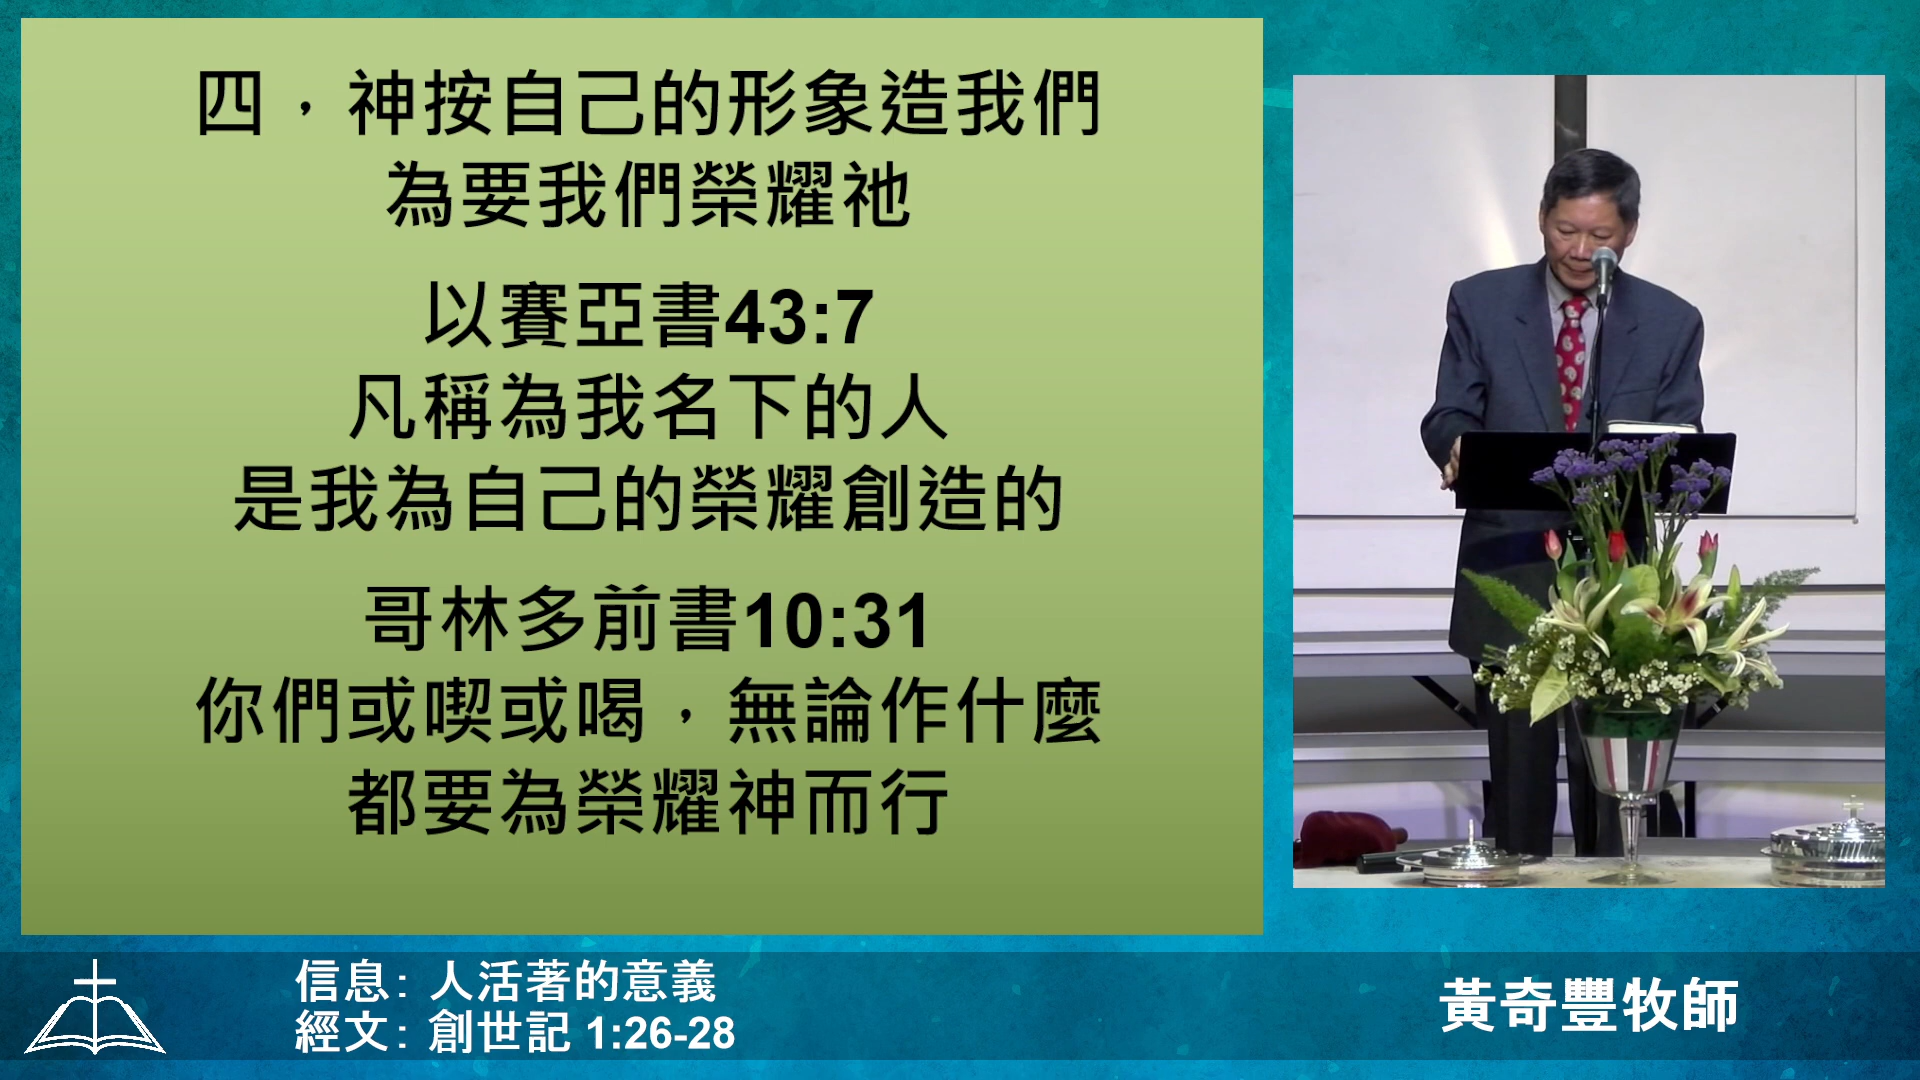 四，神按自己的形象造我們
為要我們榮耀祂
以賽亞書43:7
凡稱為我名下的人
是我為自己的榮耀創造的
哥林多前書10:31
你們或喫或喝，無論作什麼
都要為榮耀神而行
信息: 人活著的意義
經文: 創世記 1:26-28
黃奇豐牧師